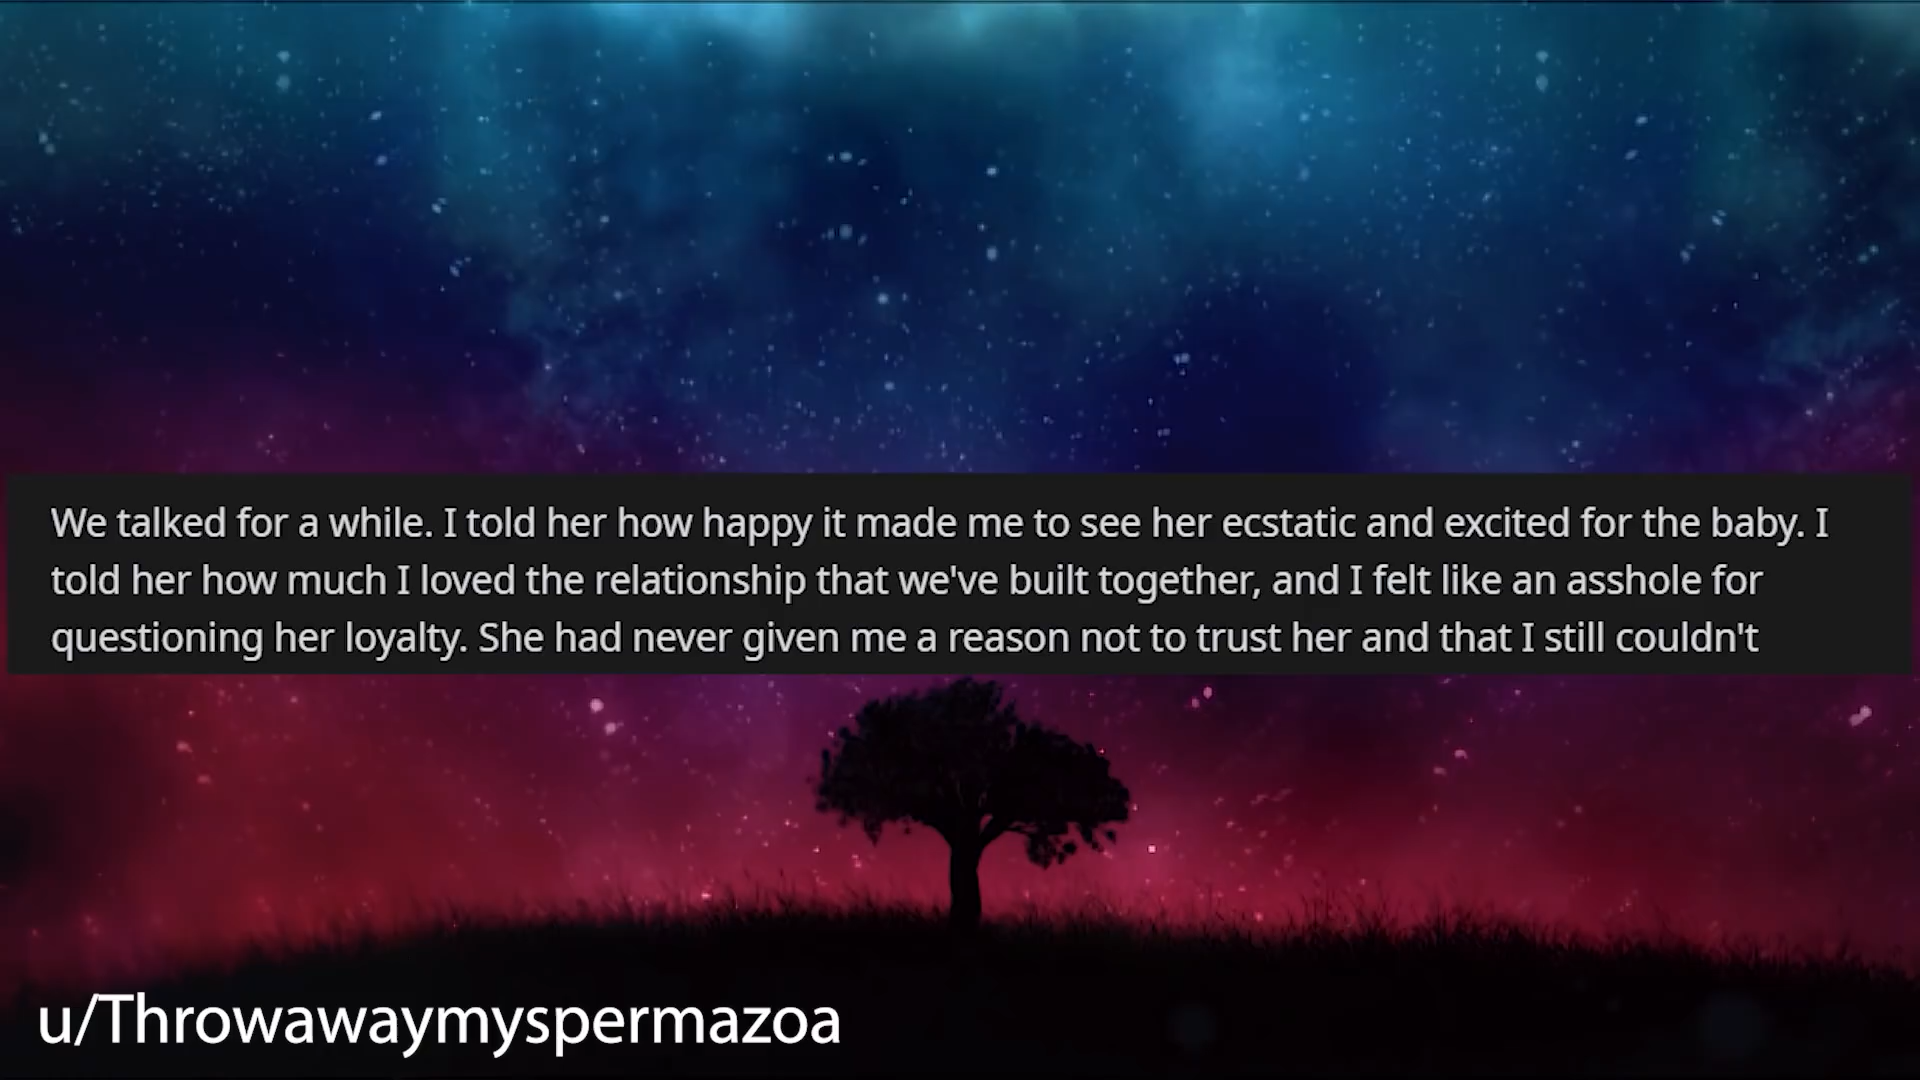 We talked for a while. I told her how happy it made me to see her ecstatic and excited for the baby. I
told her how much I loved the relationship that we've built together, and I felt like an asshole for
questioning her loyalty. She had never given me a reason not to trust her and that I still couldn't
u/Throwawaymyspermazoa